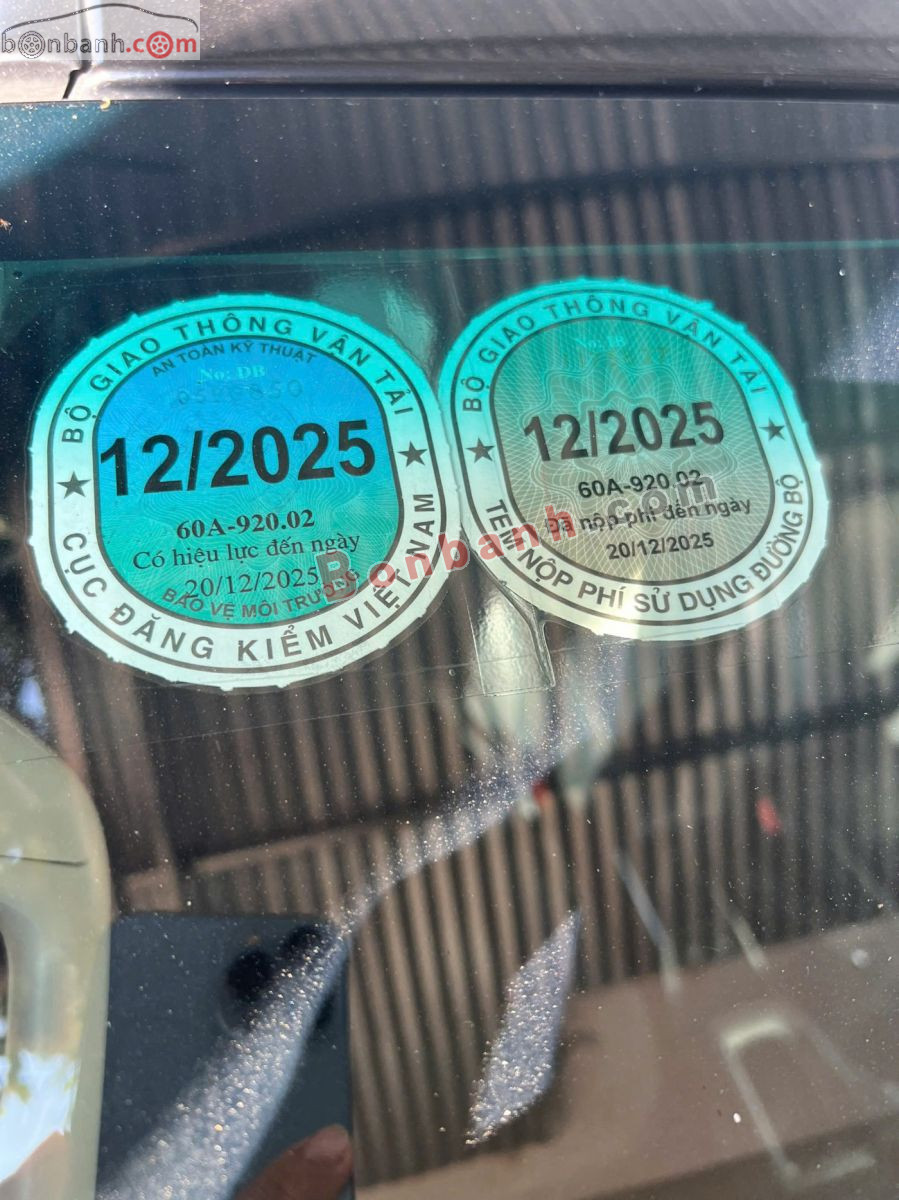 bonbanh.com
BỘ GIAO THÔNG VẬN TẢI
AN TOÀN KỸ THUẬT
No: DB
12/2025
60A-920.02
Có hiệu lực đến ngày
20/12/2025
BẢO VỆ MÔI TRƯỜNG
CỤC ĐĂNG KIỂM VIỆT NAM
BỘ GIAO THÔNG VẬN TẢI
12/2025
60A-920.02
Đã nộp phí đến ngày
20/12/2025
TEM NỘP PHÍ SỬ DỤNG ĐƯỜNG BỘ
Bonbanh.com